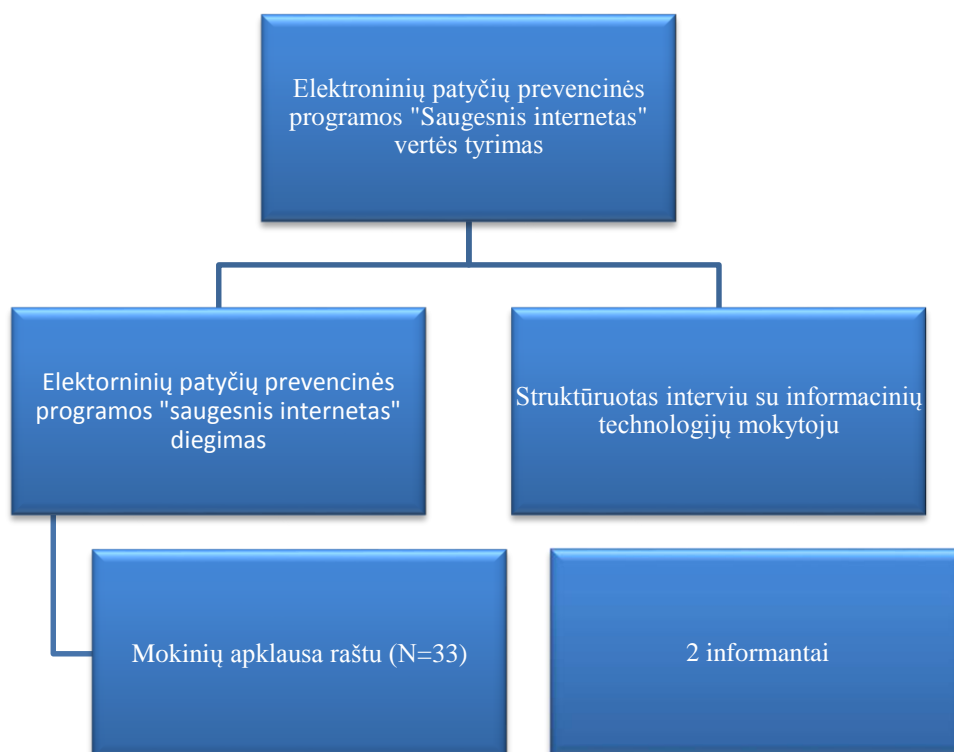 Elektroninių patyčių prevencinės
programos "Saugesnis internetas"
vertės tyrimas
Elektorninių patyčių prevencinės
programos "saugesnis internetas"
diegimas
Struktūruotas interviu su informacinių
technologijų mokytoju
Mokinių apklausa raštu (N=33)
2 informantai